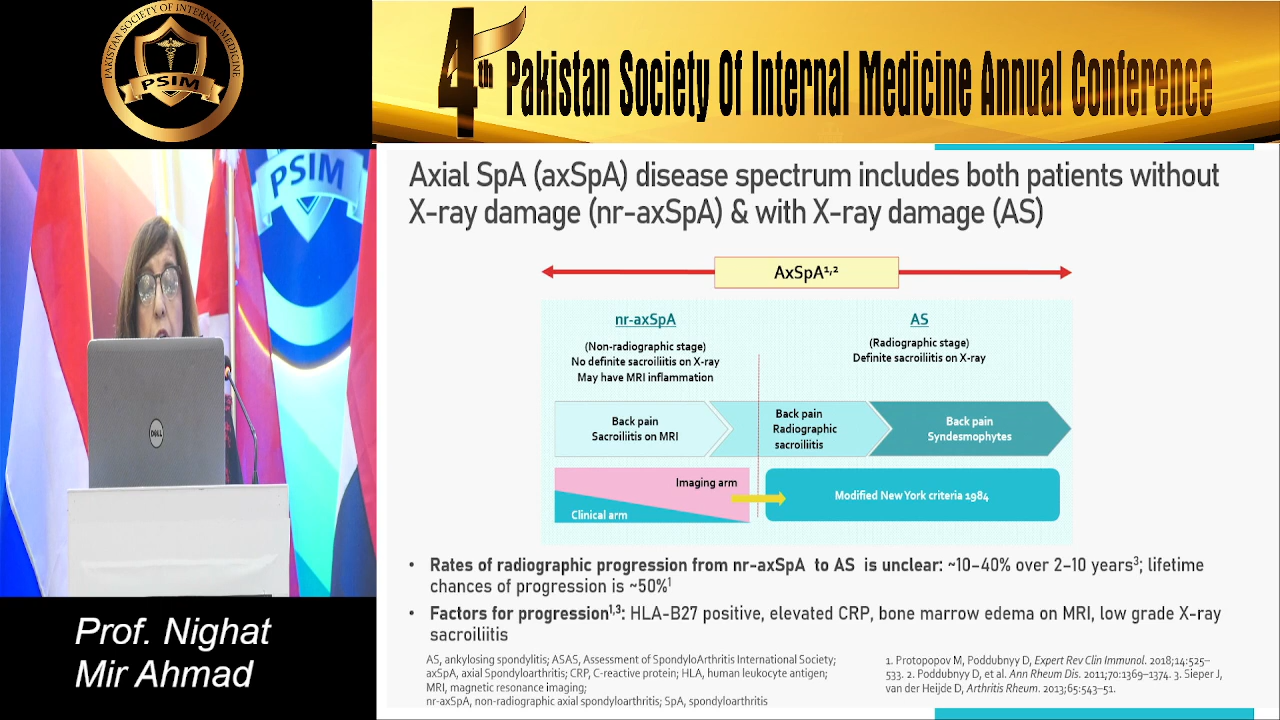 PAKISTAN SOCIETY OF INTERNAL MEDICINE
PSIM
4th Pakistan Society Of Internal Medicine Annual Conference
PSIM
DELL
Prof. Nighat
Mir Ahmad
Axial SpA (axSpA) disease spectrum includes both patients without
X-ray damage (nr-axSpA) & with X-ray damage (AS)
AxSpA¹,²
nr-axSpA
(Non-radiographic stage)
No definite sacroiliitis on X-ray
May have MRI inflammation
AS
(Radiographic stage)
Definite sacroiliitis on X-ray
Back pain
Sacroiliitis on MRI
Back pain
Radiographic
sacroiliitis
Back pain
Syndesmophytes
Imaging arm
Clinical arm
Modified New York criteria 1984
• Rates of radiographic progression from nr-axSpA to AS is unclear: ~10–40% over 2–10 years³; lifetime
chances of progression is ~50%¹
• Factors for progression¹,³: HLA-B27 positive, elevated CRP, bone marrow edema on MRI, low grade X-ray
sacroiliitis
AS, ankylosing spondylitis; ASAS, Assessment of SpondyloArthritis International Society;
axSpA, axial Spondyloarthritis; CRP, C-reactive protein; HLA, human leukocyte antigen;
MRI, magnetic resonance imaging;
nr-axSpA, non-radiographic axial spondyloarthritis; SpA, spondyloarthritis
1. Protopopov M, Poddubnyy D, Expert Rev Clin Immunol. 2018;14:525–
533. 2. Poddubnyy D, et al. Ann Rheum Dis. 2011;70:1369–1374. 3. Sieper J,
van der Heijde D, Arthritis Rheum. 2013;65:543–51.